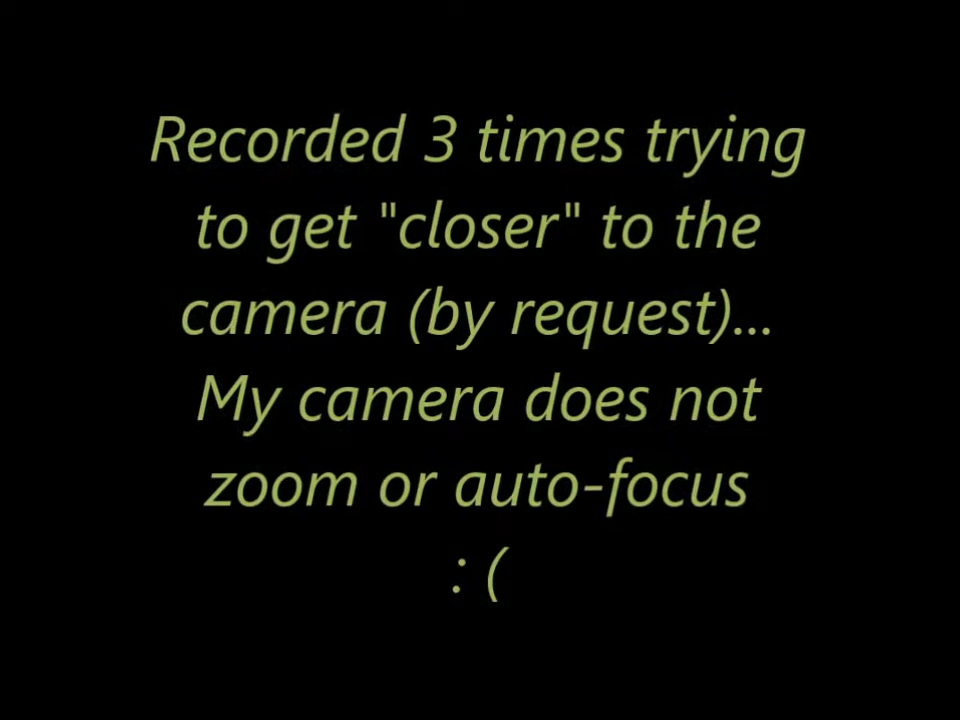 Recorded 3 times trying
to get "closer" to the
camera (by request)...
My camera does not
zoom or auto-focus
: (